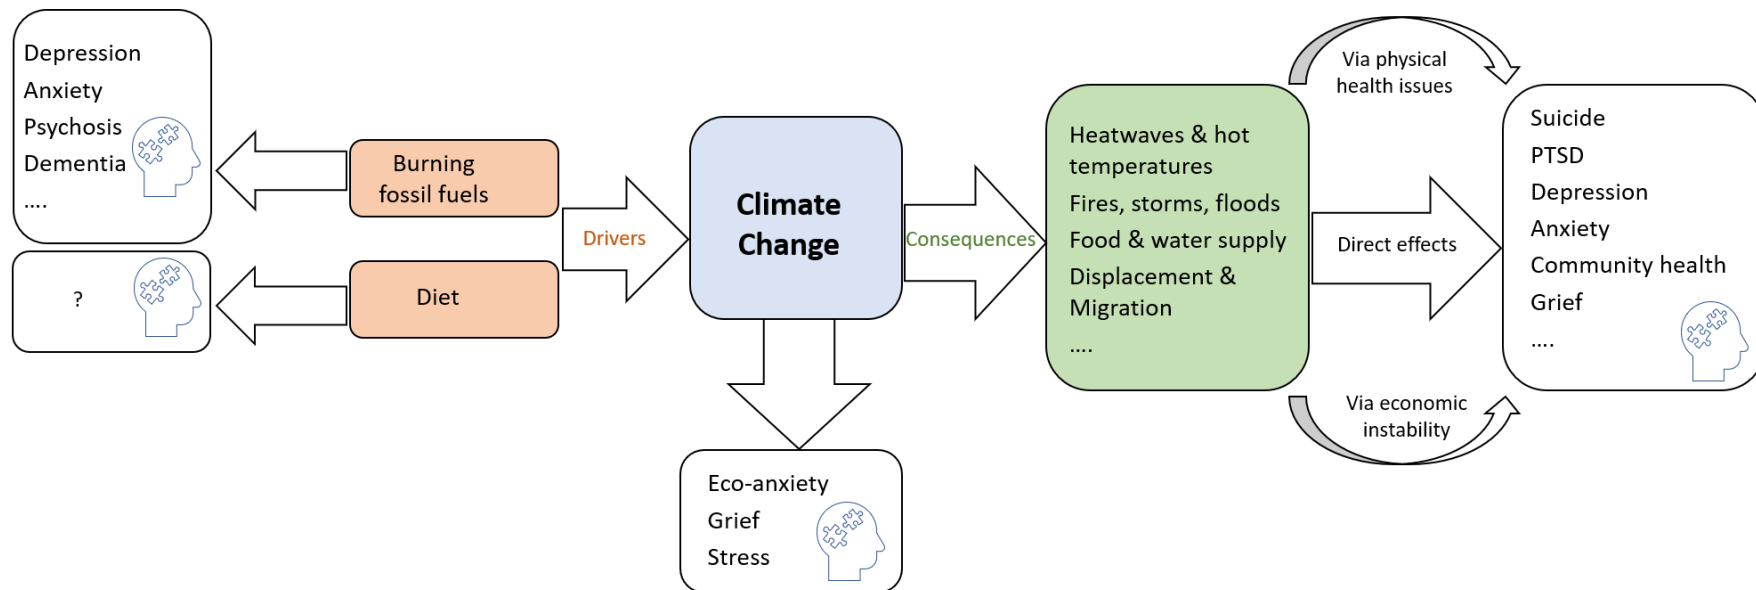 Depression
Anxiety
Psychosis
Dementia
....
?
Burning
fossil fuels
Diet
Drivers
Climate
Change
Eco-anxiety
Grief
Stress
Consequences
Heatwaves & hot
temperatures
Fires, storms, floods
Food & water supply
Displacement &
Migration
....
Via physical
health issues
Direct effects
Via economic
instability
Suicide
PTSD
Depression
Anxiety
Community health
Grief
....